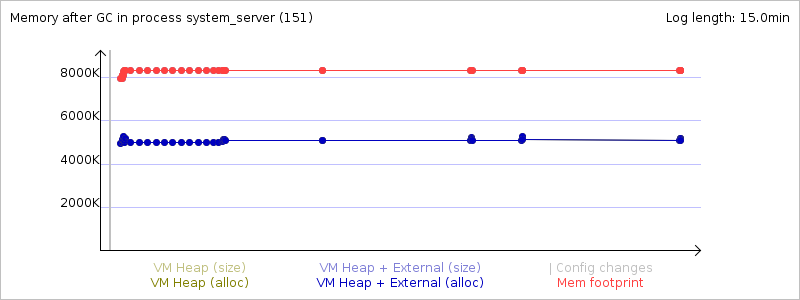 Memory after GC in process system_server (151)
Log length: 15.0min
8000K
6000K
4000K
2000K
VM Heap (size)
VM Heap + External (size)
| Config changes
VM Heap (alloc)
VM Heap + External (alloc)
Mem footprint